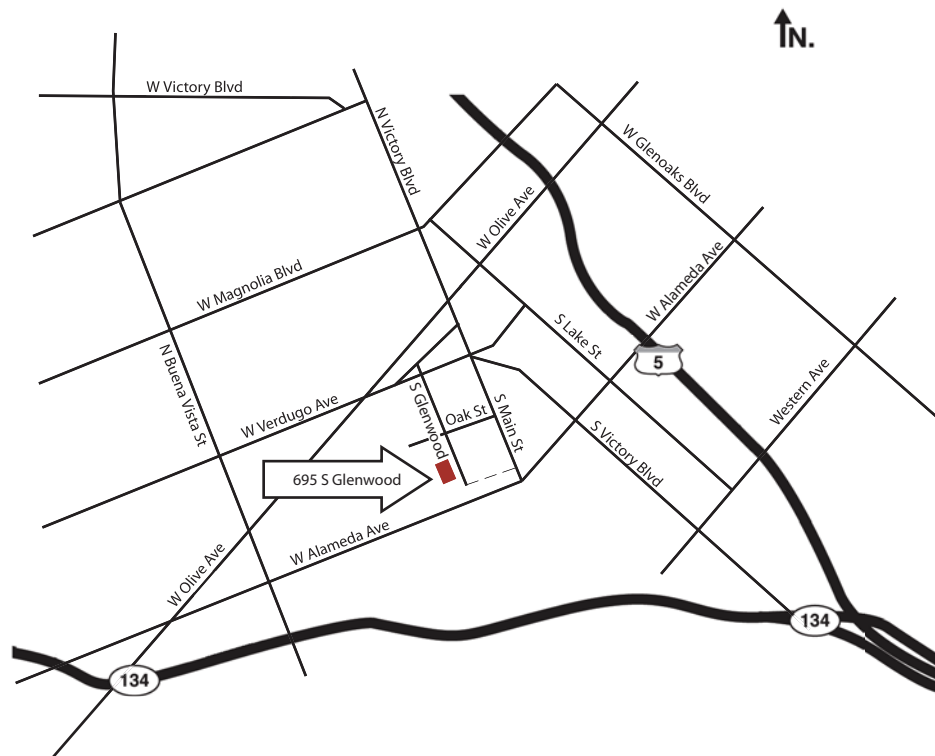 N.
W Victory Blvd
N Victory Blvd
W Glenoaks Blvd
W Olive Ave
W Alameda Ave
W Magnolia Blvd
S Lake St
5
N Buena Vista St
Western Ave
S Glenwood
W Verdugo Ave
Oak St
S Main St
S Victory Blvd
695 S Glenwood
W Alameda Ave
W Olive Ave
134
134